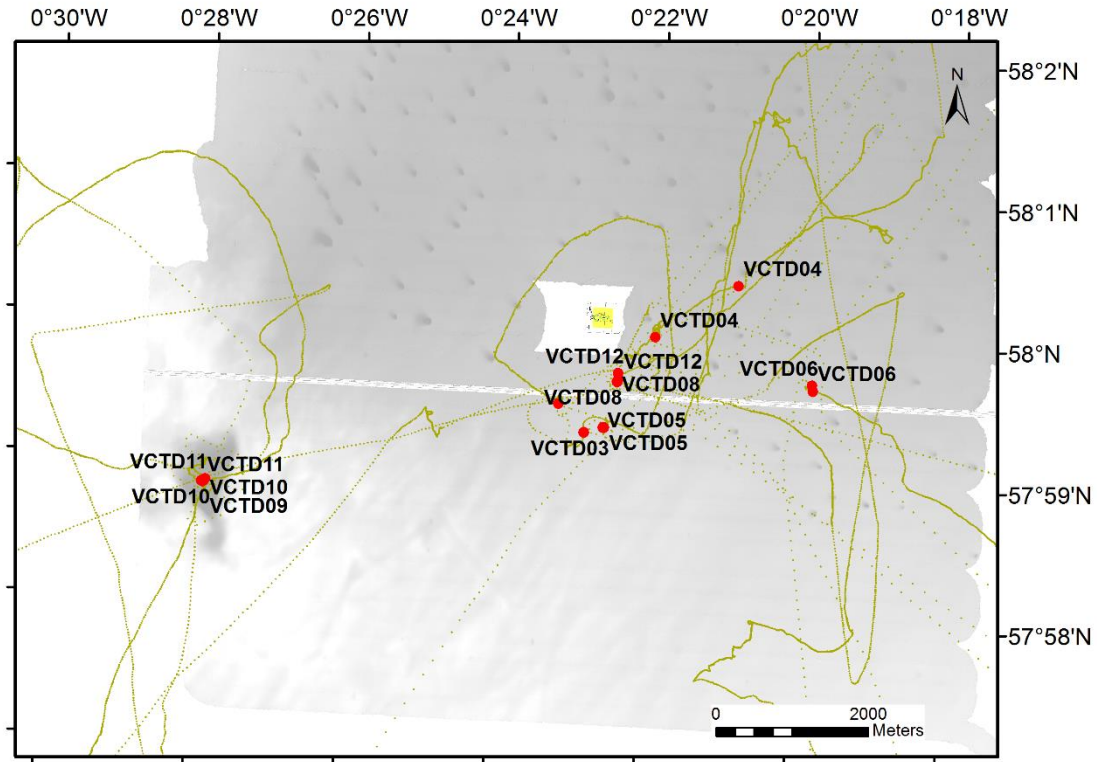 0°30'W 0°28'W 0°26'W 0°24'W 0°22'W 0°20'W 0°18'W
58°2'N
N
58°1'N
VCTD04
VCTD04
58°N
VCTD12 VCTD12
VCTD06 VCTD06
VCTD08
VCTD08
VCTD05
VCTD03 VCTD05
VCTD11 VCTD11
VCTD10 VCTD10
VCTD09
57°59'N
57°58'N
0 2000
Meters